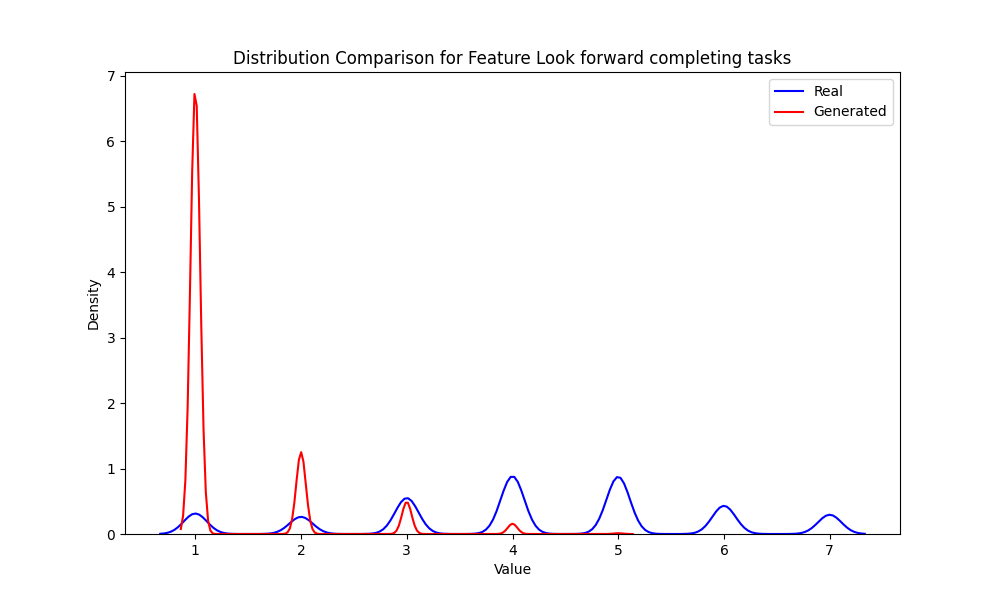 Distribution Comparison for Feature Look forward completing tasks
Real
Generated
Density
7
6
5
4
3
2
1
0
1 2 3 4 5 6 7
Value